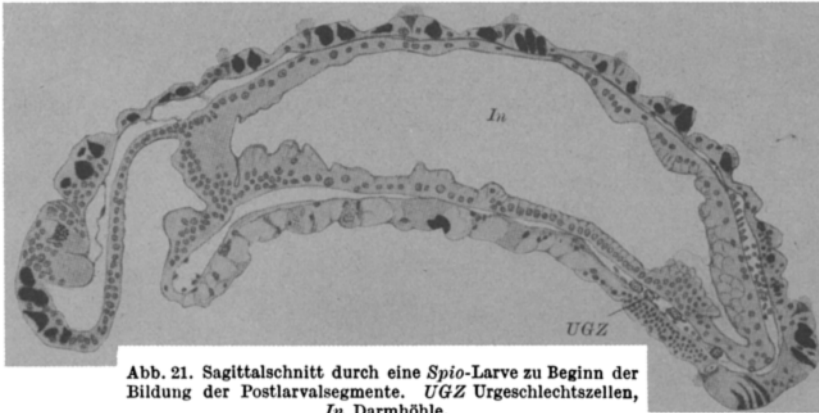 In
UGZ
Abb. 21. Sagittalschnitt durch eine Spio-Larve zu Beginn der
Bildung der Postlarvalsegmente. UGZ Urgeschlechtszellen,
In Darmhöhle